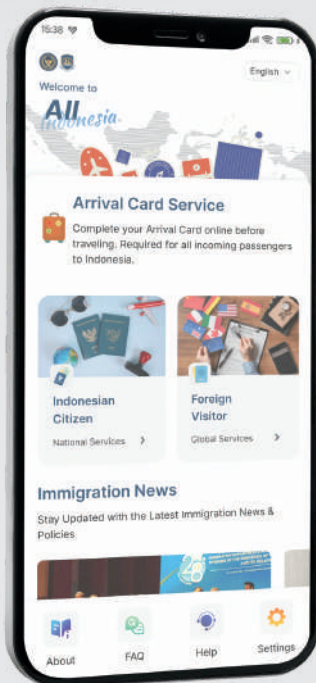 15:38
English
Welcome to
All
Indonesia
Arrival Card Service
Complete your Arrival Card online before
traveling. Required for all incoming passengers
to Indonesia.
Indonesian
Citizen
National Services
Foreign
Visitor
Global Services
Immigration News
Stay Updated with the Latest Immigration News &
Policies
About
FAQ
Help
Settings